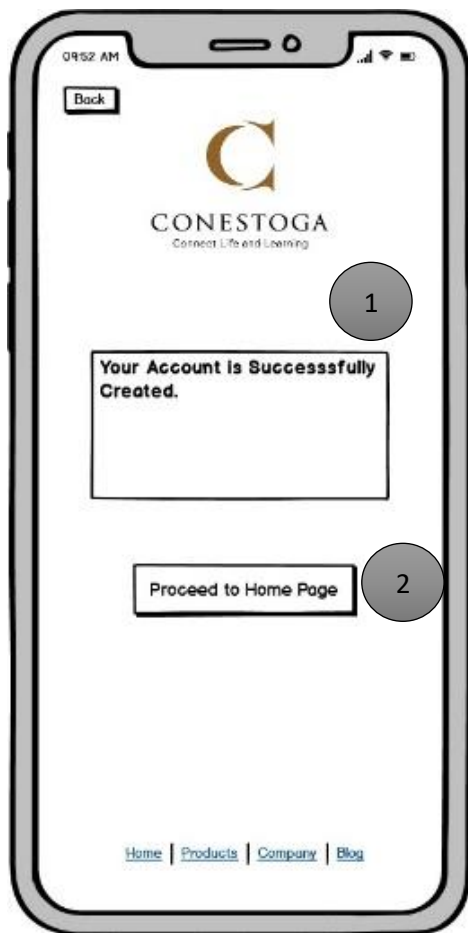 09:52 AM
Back
C
CONESTOGA
Connect Life and Learning
1
Your Account is Successsfully
Created.
Proceed to Home Page
2
Home | Products | Company | Blog